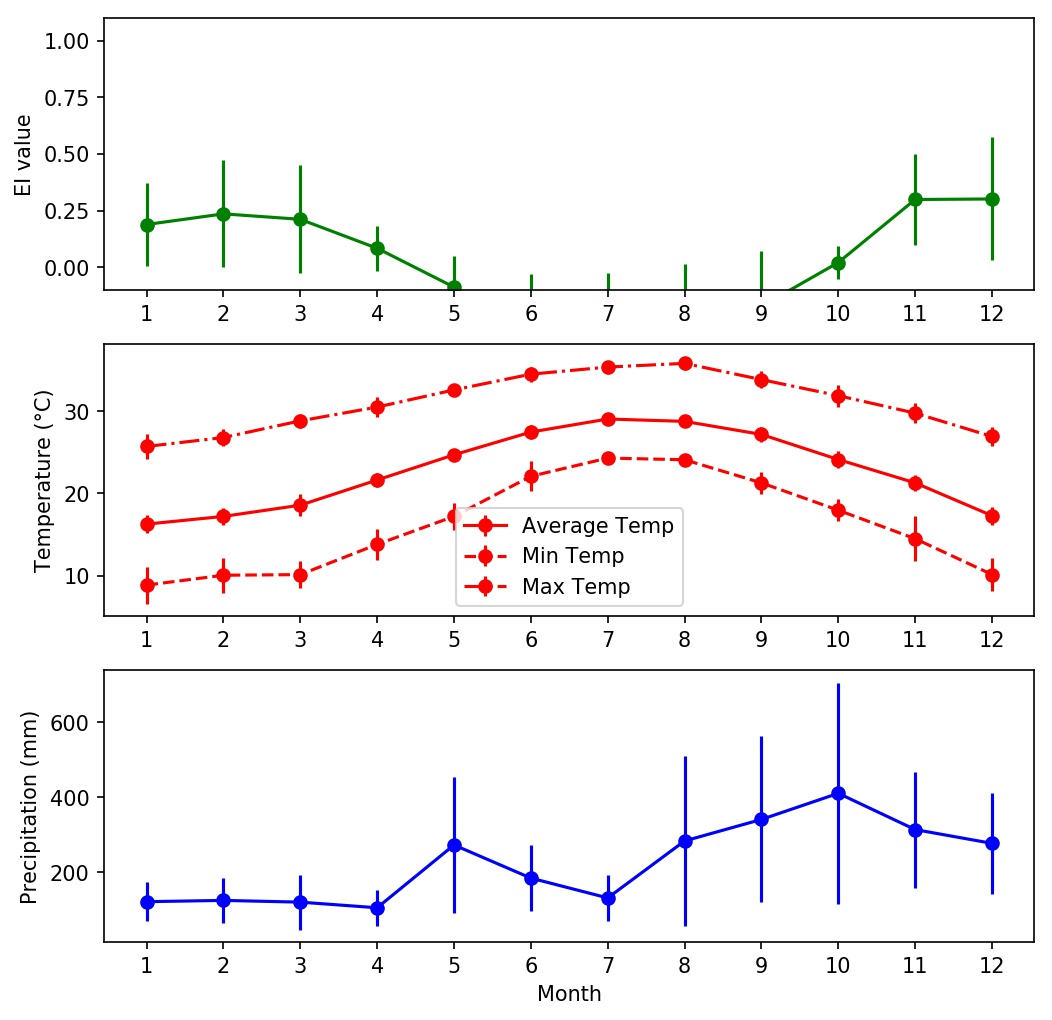 EI value
1.00
0.75
0.50
0.25
0.00
1 2 3 4 5 6 7 8 9 10 11 12
Temperature (°C)
30
20
10
Average Temp
Min Temp
Max Temp
1 2 3 4 5 6 7 8 9 10 11 12
Precipitation (mm)
600
400
200
1 2 3 4 5 6 7 8 9 10 11 12
Month